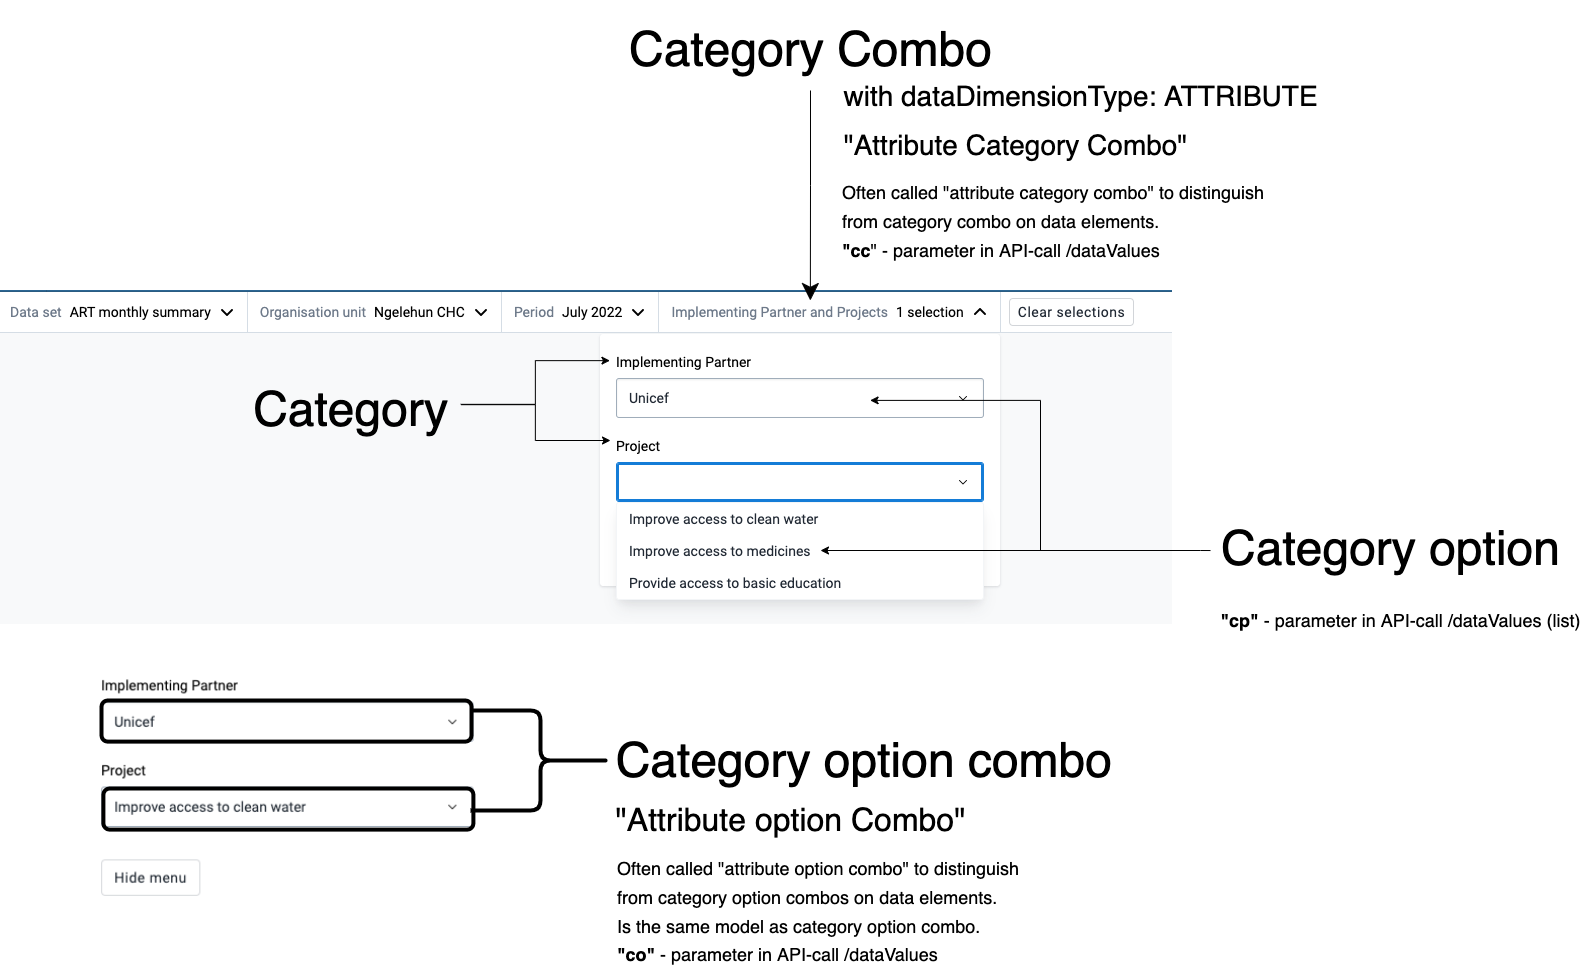 Category Combo
with dataDimensionType: ATTRIBUTE
"Attribute Category Combo"
Often called "attribute category combo" to distinguish
from category combo on data elements.
"cc" - parameter in API-call /dataValues
Data set ART monthly summary Organisation unit Ngelehun CHC Period July 2022 Implementing Partner and Projects 1 selection Clear selections
Implementing Partner
Unicef
Category
Project
Improve access to clean water
Improve access to medicines
Provide access to basic education
Category option
"cp" - parameter in API-call /dataValues (list)
Implementing Partner
Unicef
Project
Improve access to clean water
Hide menu
Category option combo
"Attribute option Combo"
Often called "attribute option combo" to distinguish
from category option combos on data elements.
Is the same model as category option combo.
"co" - parameter in API-call /dataValues